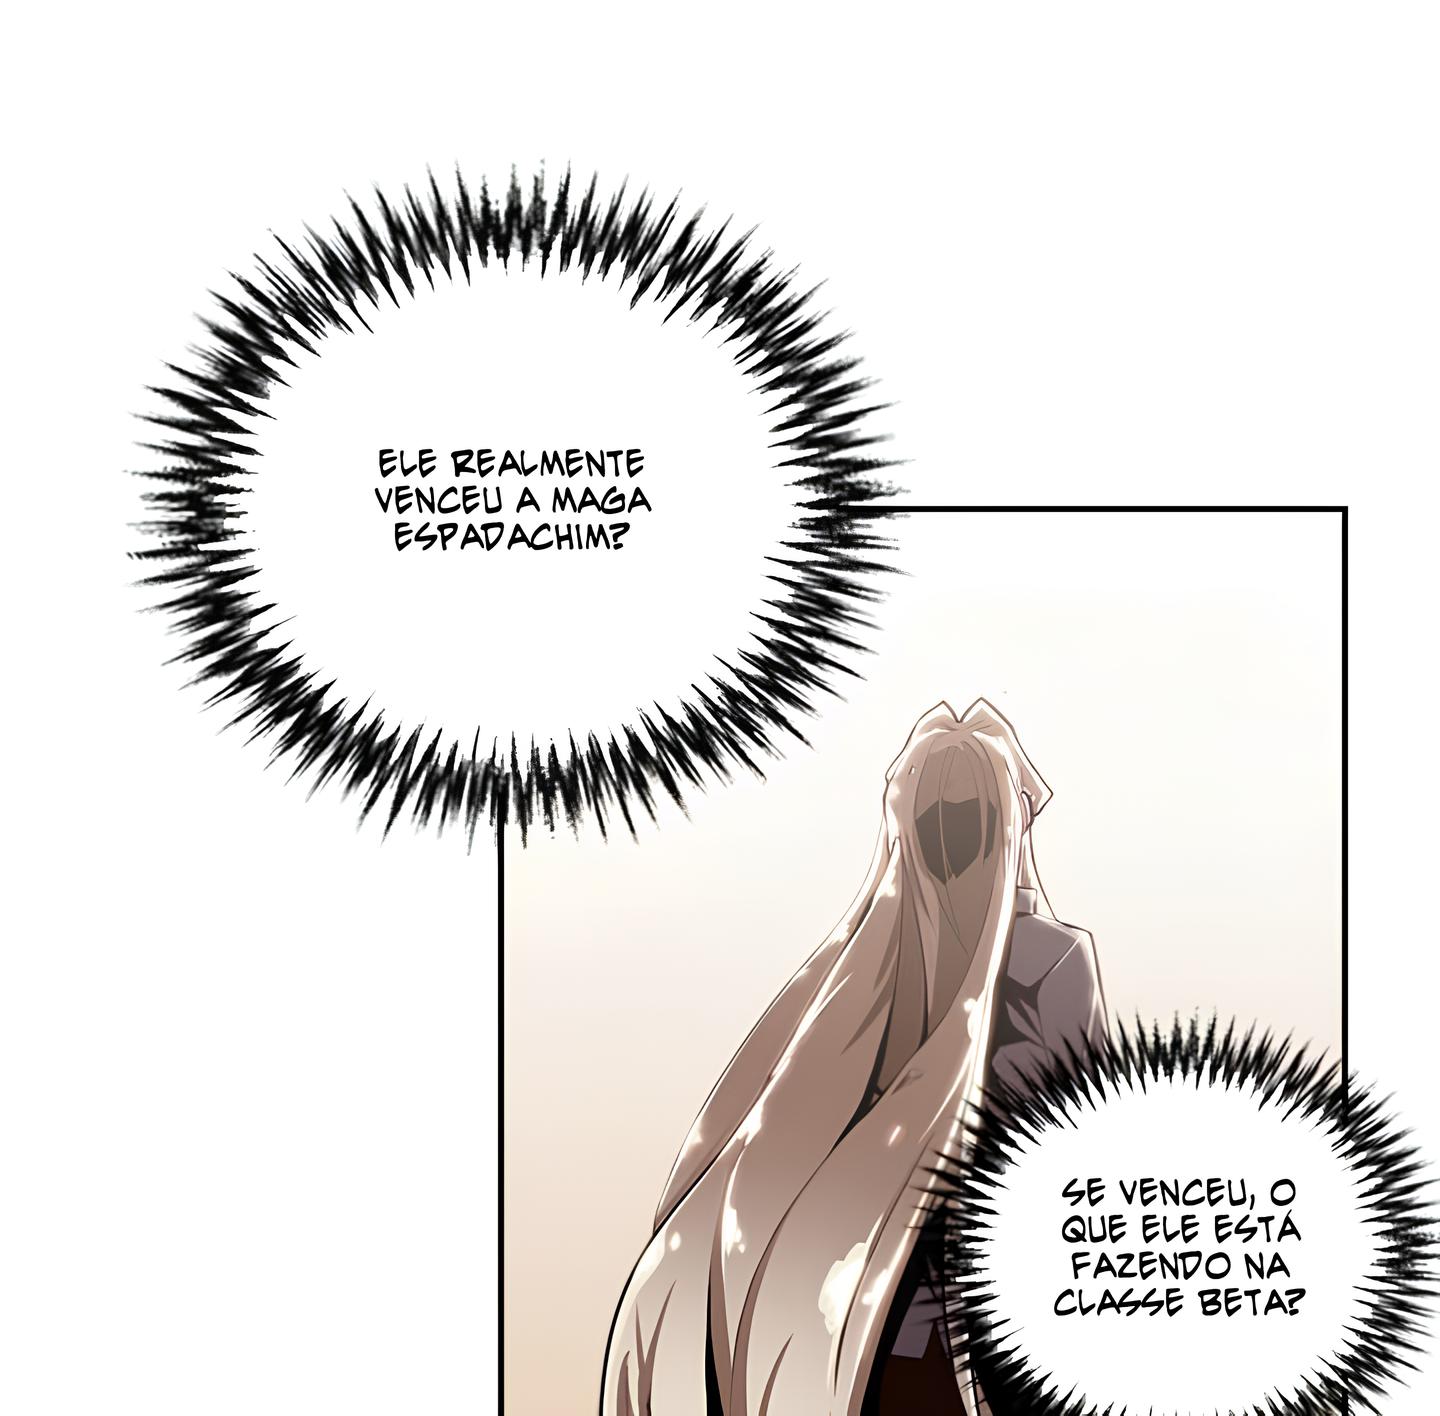 ELE REALMENTE
VENCEU A MAGA
ESPADACHIM?
SE VENCEU, O
QUE ELE ESTÁ
FAZENDO NA
CLASSE BETA?